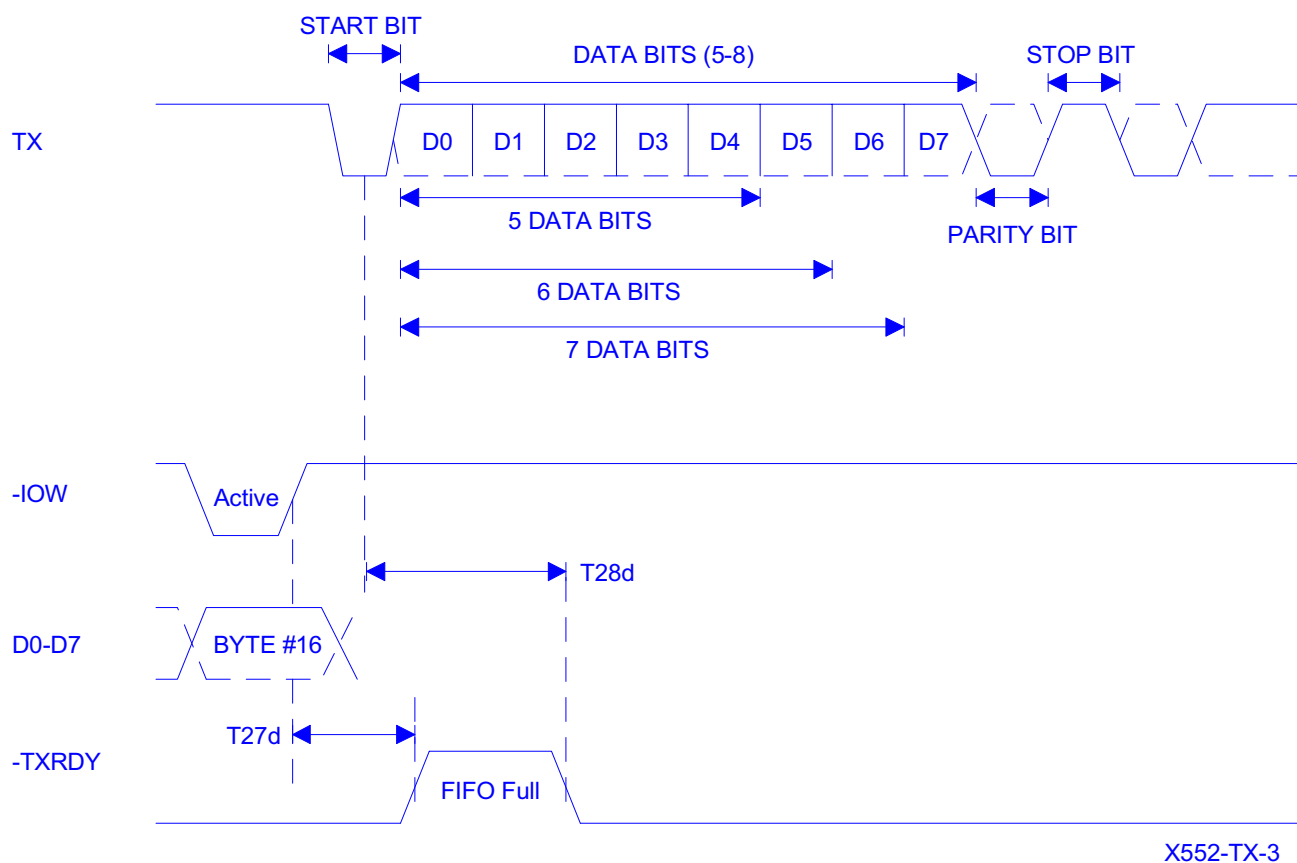 START BIT
DATA BITS (5-8)
STOP BIT
TX
D0 D1 D2 D3 D4 D5 D6 D7
5 DATA BITS
PARITY BIT
6 DATA BITS
7 DATA BITS
-IOW
Active
T28d
D0-D7
BYTE #16
T27d
-TXRDY
FIFO Full
X552-TX-3